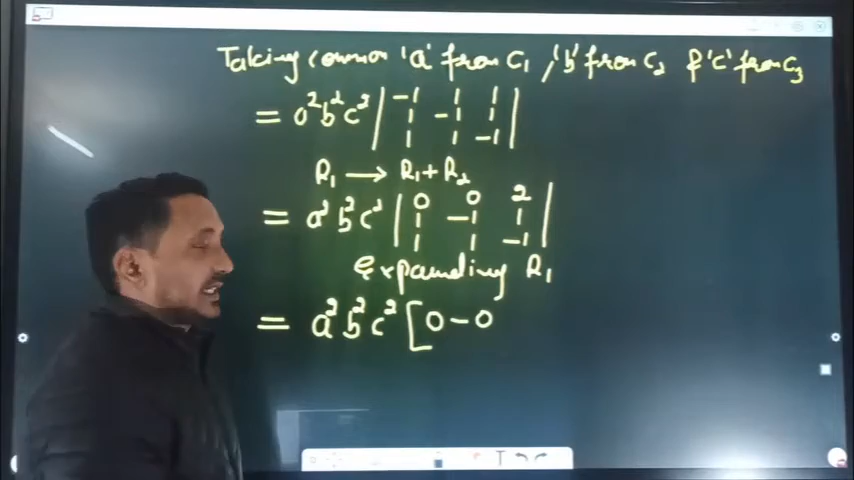 Taking common 'a' from C₁, 'b' from C₂ & 'c' from C₃
= a²b²c² | -1 1 1 |
| 1 -1 1 |
| 1 1 -1 |
R₁ → R₁+R₂
= a²b²c² | 0 0 2 |
| 1 -1 1 |
| 1 1 -1 |
Expanding R₁
= a²b²c² [0-0